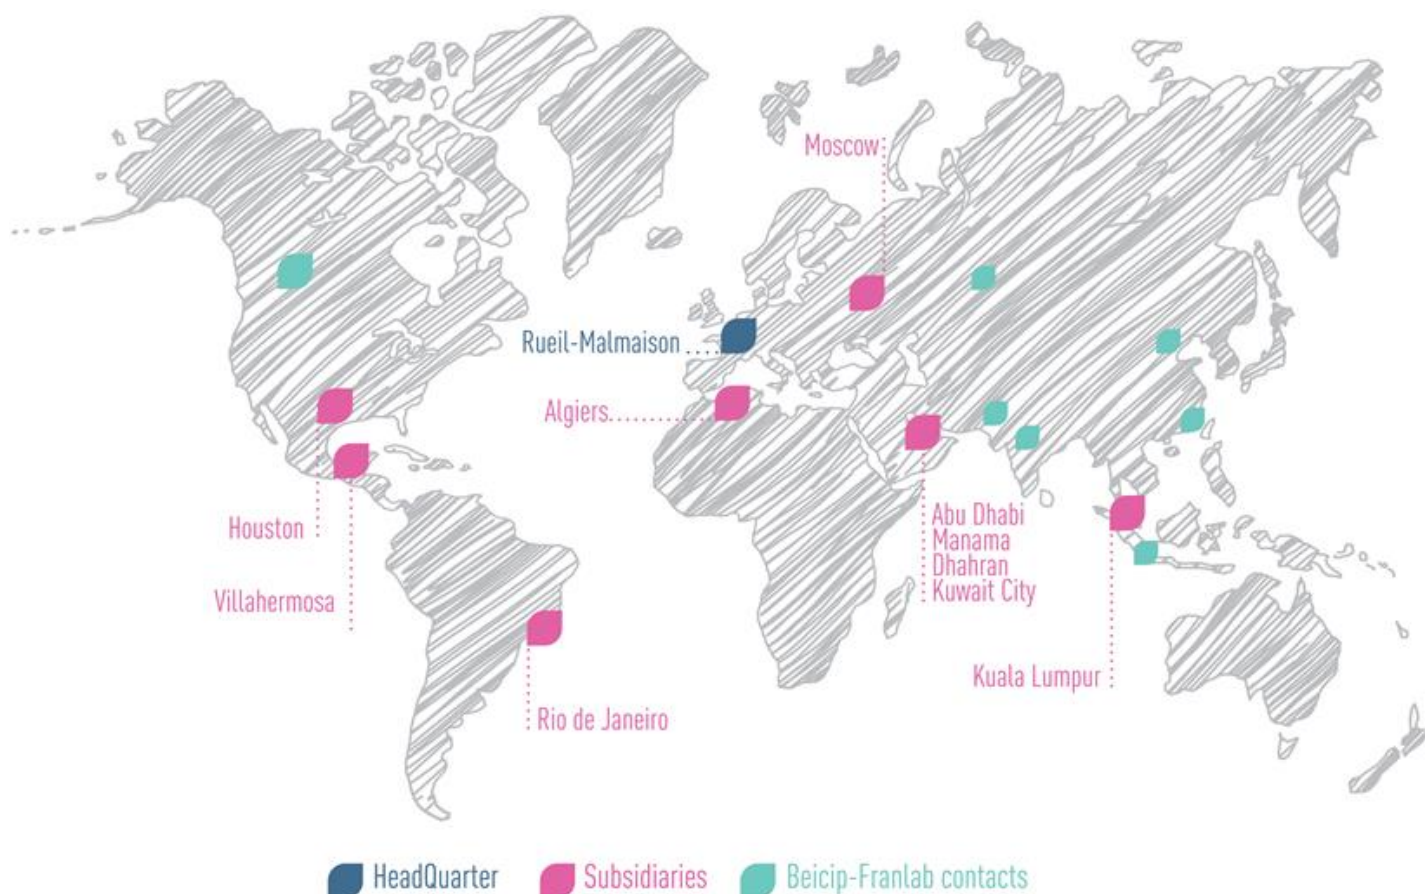 Moscow
Rueil-Malmaison
Algiers
Houston
Villahermosa
Rio de Janeiro
Abu Dhabi
Manama
Dhahran
Kuwait City
Kuala Lumpur
HeadQuarter
Subsidiaries
Beicip-Franlab contacts